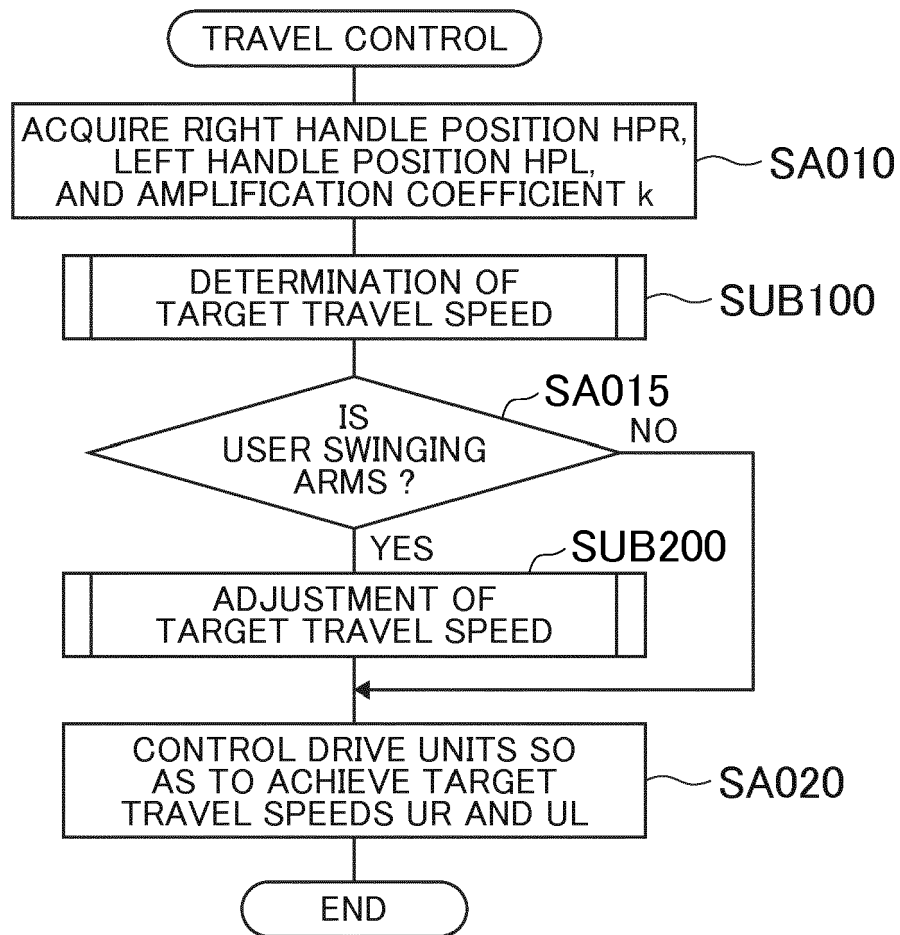 TRAVEL CONTROL
ACQUIRE RIGHT HANDLE POSITION HPR,
LEFT HANDLE POSITION HPL,
AND AMPLIFICATION COEFFICIENT k
SA010
DETERMINATION OF
TARGET TRAVEL SPEED
SUB100
SA015
IS
USER SWINGING
ARMS ?
NO
YES
SUB200
ADJUSTMENT OF
TARGET TRAVEL SPEED
CONTROL DRIVE UNITS SO
AS TO ACHIEVE TARGET
TRAVEL SPEEDS UR AND UL
SA020
END